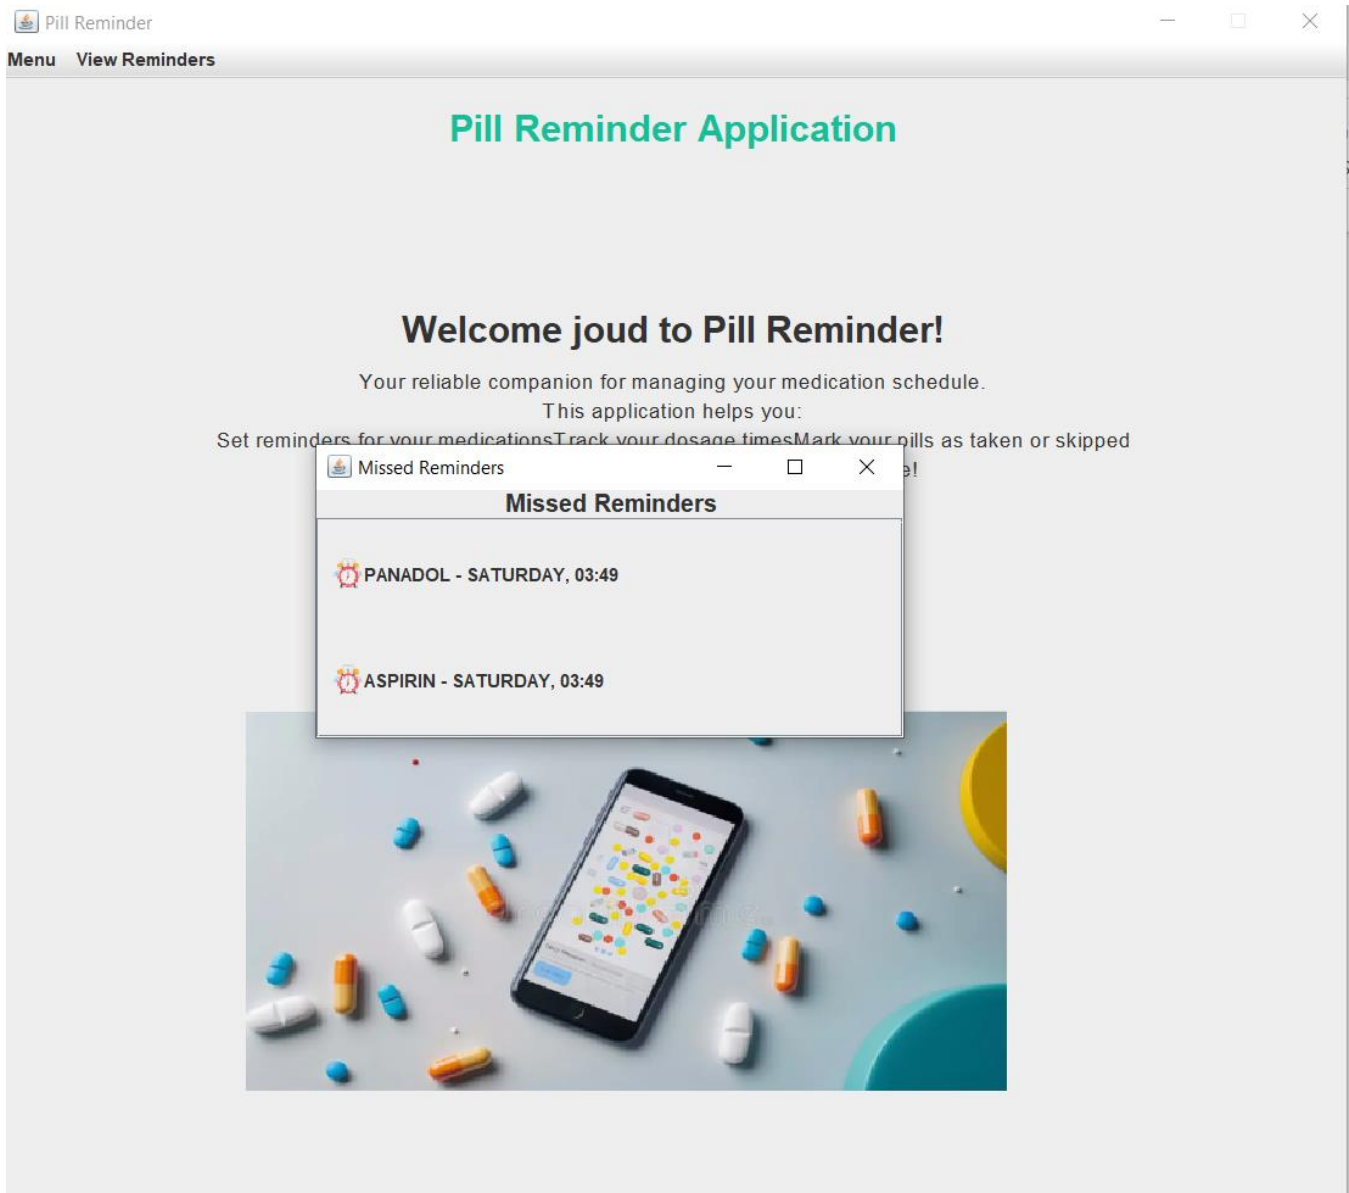 Pill Reminder
Menu View Reminders
Pill Reminder Application
Welcome joud to Pill Reminder!
Your reliable companion for managing your medication schedule.
This application helps you:
Set reminders for your medicationsTrack your dosage timesMark your pills as taken or skipped
Missed Reminders
Missed Reminders
PANADOL - SATURDAY, 03:49
ASPIRIN - SATURDAY, 03:49